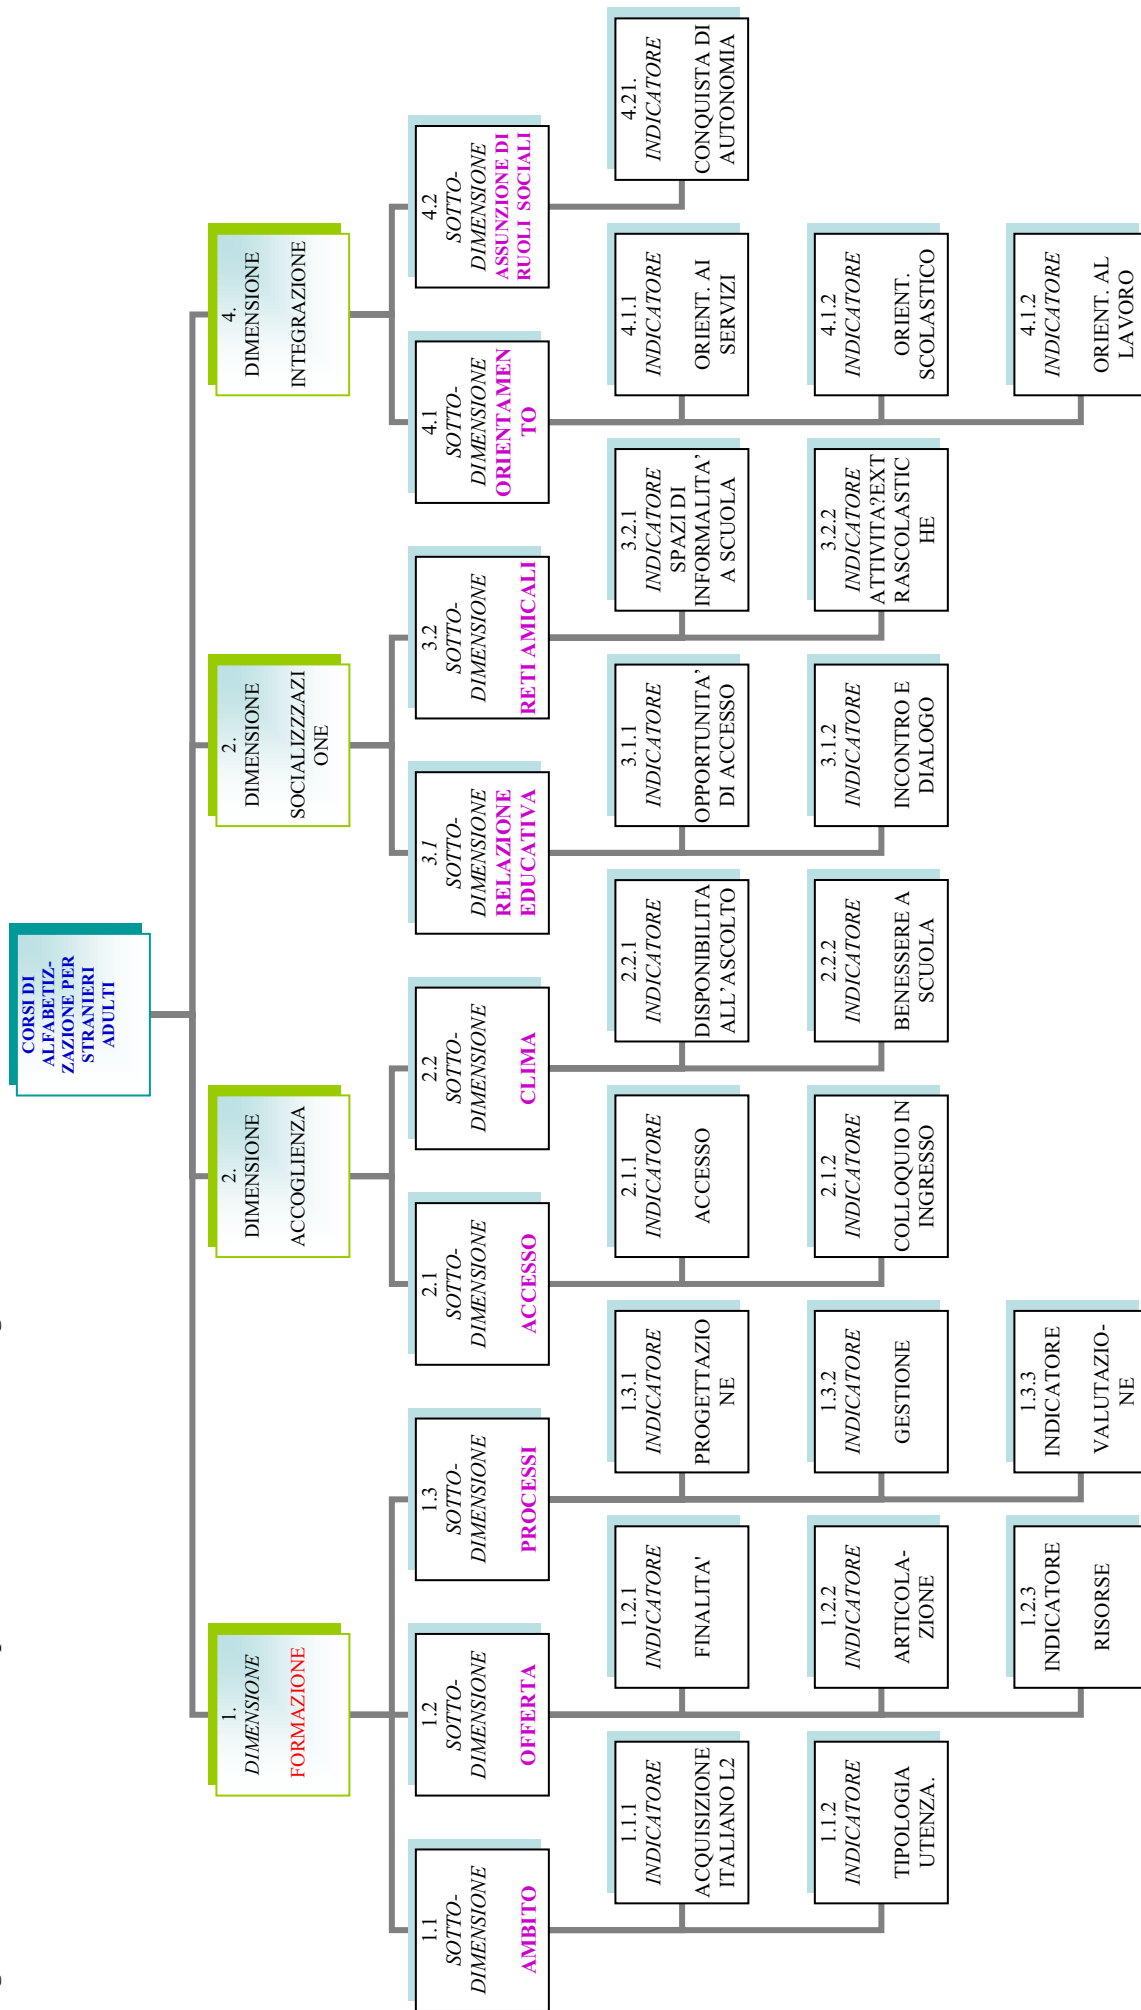 CORSI DI
ALFABETIZ-
ZAZIONE PER
STRANIERI
ADULTI
1.
DIMENSIONE
FORMAZIONE
2.
DIMENSIONE
ACCOGLIENZA
2.
DIMENSIONE
SOCIALIZZZAZI
ONE
4.
DIMENSIONE
INTEGRAZIONE
1.1
SOTTO-
DIMENSIONE
AMBITO
1.2
SOTTO-
DIMENSIONE
OFFERTA
1.3
SOTTO-
DIMENSIONE
PROCESSI
2.1
SOTTO-
DIMENSIONE
ACCESSO
2.2
SOTTO-
DIMENSIONE
CLIMA
3.1
SOTTO-
DIMENSIONE
RELAZIONE
EDUCATIVA
3.2
SOTTO-
DIMENSIONE
RETI AMICALI
4.1
SOTTO-
DIMENSIONE
ORIENTAMEN
TO
4.2
SOTTO-
DIMENSIONE
ASSUNZIONE DI
RUOLI SOCIALI
1.1.1
INDICATORE
ACQUISIZIONE
ITALIANO L2
1.2.1
INDICATORE
FINALITA'
1.3.1
INDICATORE
PROGETTAZIO
NE
2.1.1
INDICATORE
ACCESSO
2.2.1
INDICATORE
DISPONIBILITA
ALL'ASCOLTO
3.1.1
INDICATORE
OPPORTUNITA'
DI ACCESSO
3.2.1
INDICATORE
SPAZI DI
INFORMALITA'
A SCUOLA
4.1.1
INDICATORE
ORIENT. AI
SERVIZI
4.21.
INDICATORE
CONQUISTA DI
AUTONOMIA
1.1.2
INDICATORE
TIPOLOGIA
UTENZA.
1.2.2
INDICATORE
ARTICOLA-
ZIONE
1.3.2
INDICATORE
GESTIONE
2.1.2
INDICATORE
COLLOQUIO IN
INGRESSO
2.2.2
INDICATORE
BENESSERE A
SCUOLA
3.1.2
INDICATORE
INCONTRO E
DIALOGO
3.2.2
INDICATORE
ATTIVITA?EXT
RASCOLASTIC
HE
4.1.2
INDICATORE
ORIENT.
SCOLASTICO
1.2.3
INDICATORE
RISORSE
1.3.3
INDICATORE
VALUTAZIO-
NE
4.1.2
INDICATORE
ORIENT. AL
LAVORO